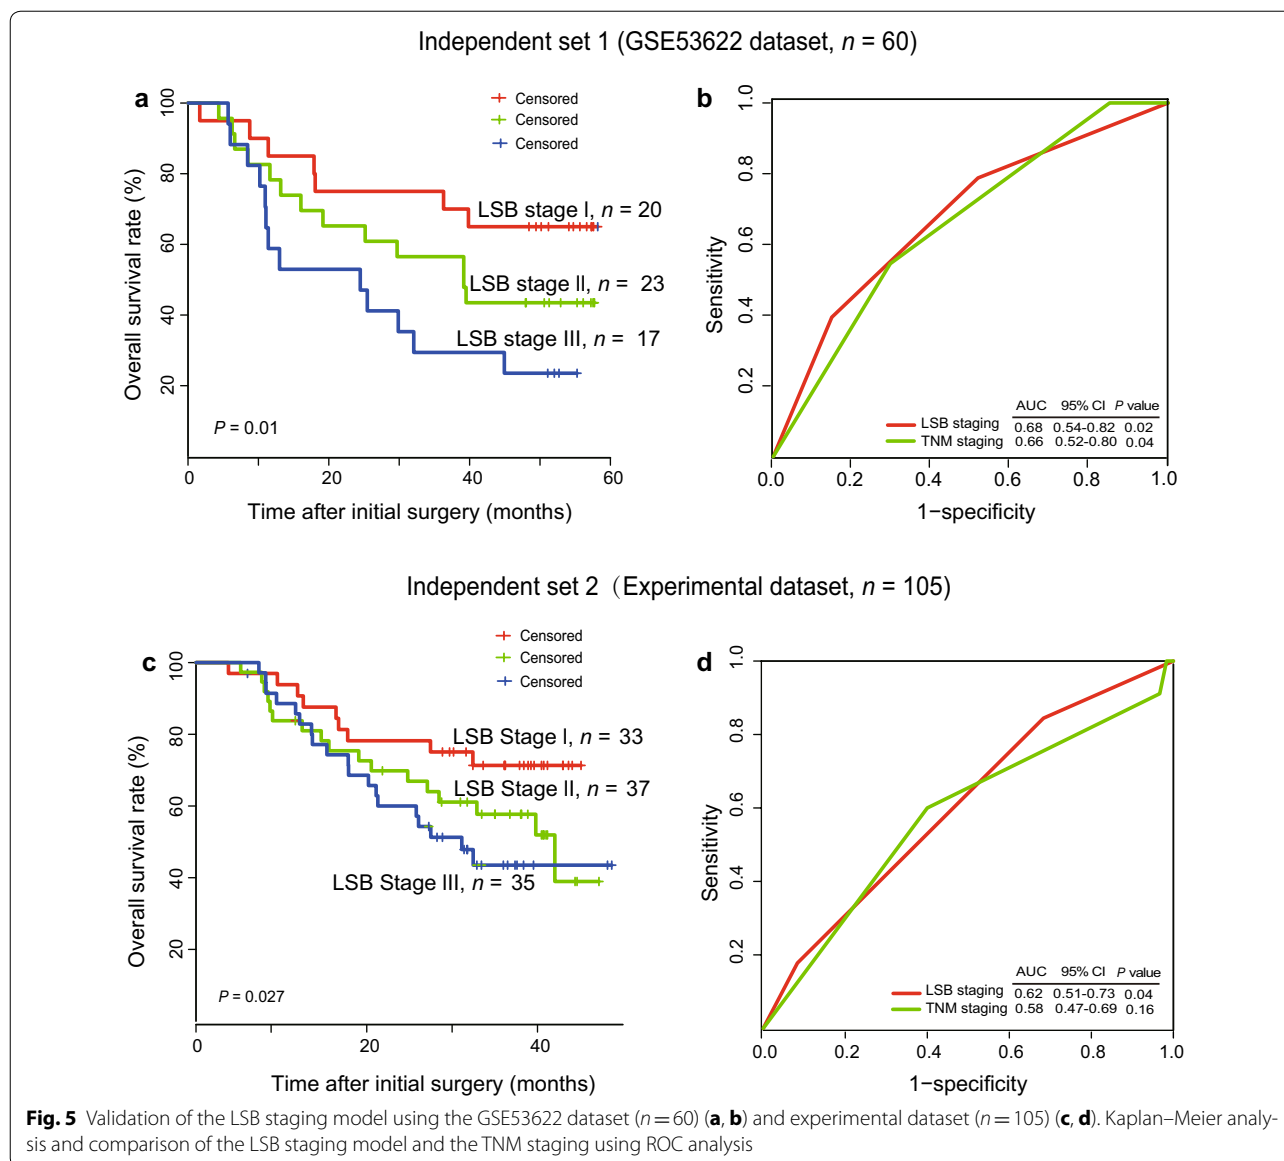 Independent set 1 (GSE53622 dataset, n = 60)
a
Censored
Censored
Censored
Overall survival rate (%)
100
80
60
40
20
LSB stage I, n = 20
LSB stage II, n = 23
LSB stage III, n = 17
P = 0.01
0 20 40 60
Time after initial surgery (months)
b
Sensitivity
1.0
0.8
0.6
0.4
0.2
AUC 95% CI P value
LSB staging 0.68 0.54-0.82 0.02
TNM staging 0.66 0.52-0.80 0.04
0.0 0.2 0.4 0.6 0.8 1.0
1−specificity
Independent set 2（Experimental dataset, n = 105)
c
Censored
Censored
Censored
Overall survival rate (%)
100
80
60
40
20
LSB Stage I, n = 33
LSB Stage II, n = 37
LSB Stage III, n = 35
P = 0.027
0 20 40
Time after initial surgery (months)
d
Sensitivity
1.0
0.8
0.6
0.4
0.2
AUC 95% CI P value
LSB staging 0.62 0.51-0.73 0.04
TNM staging 0.58 0.47-0.69 0.16
0.0 0.2 0.4 0.6 0.8 1.0
1−specificity
Fig. 5 Validation of the LSB staging model using the GSE53622 dataset (n = 60) (a, b) and experimental dataset (n = 105) (c, d). Kaplan–Meier anal-
ysis and comparison of the LSB staging model and the TNM staging using ROC analysis